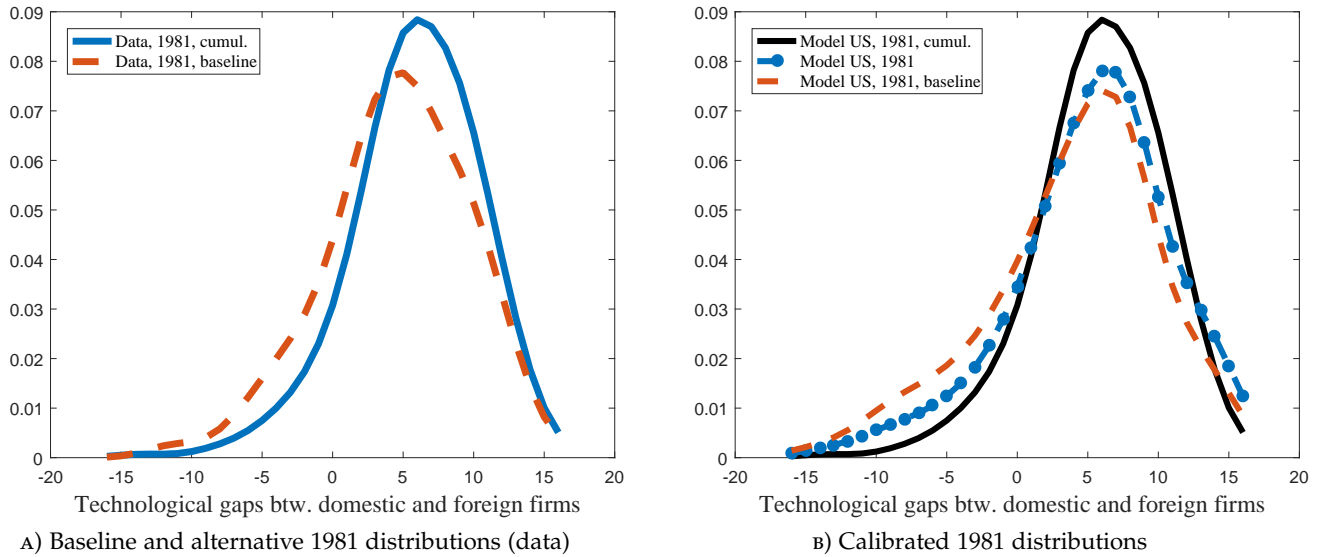 0.09
0.08
0.07
0.06
0.05
0.04
0.03
0.02
0.01
0
-20 -15 -10 -5 0 5 10 15 20
Data, 1981, cumul.
Data, 1981, baseline
Technological gaps btw. domestic and foreign firms
A) Baseline and alternative 1981 distributions (data)
0.09
0.08
0.07
0.06
0.05
0.04
0.03
0.02
0.01
0
-20 -15 -10 -5 0 5 10 15 20
Model US, 1981, cumul.
Model US, 1981
Model US, 1981, baseline
Technological gaps btw. domestic and foreign firms
B) Calibrated 1981 distributions